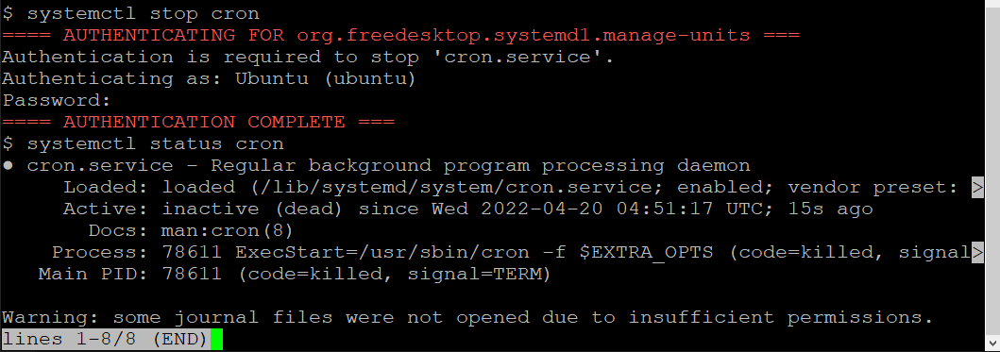 $ systemctl stop cron
==== AUTHENTICATING FOR org.freedesktop.systemd1.manage-units ===
Authentication is required to stop 'cron.service'.
Authenticating as: Ubuntu (ubuntu)
Password:
==== AUTHENTICATION COMPLETE ===
$ systemctl status cron
● cron.service - Regular background program processing daemon
     Loaded: loaded (/lib/systemd/system/cron.service; enabled; vendor preset: >
     Active: inactive (dead) since Wed 2022-04-20 04:51:17 UTC; 15s ago
       Docs: man:cron(8)
    Process: 78611 ExecStart=/usr/sbin/cron -f $EXTRA_OPTS (code=killed, signal>
   Main PID: 78611 (code=killed, signal=TERM)
Warning: some journal files were not opened due to insufficient permissions.
lines 1-8/8 (END)